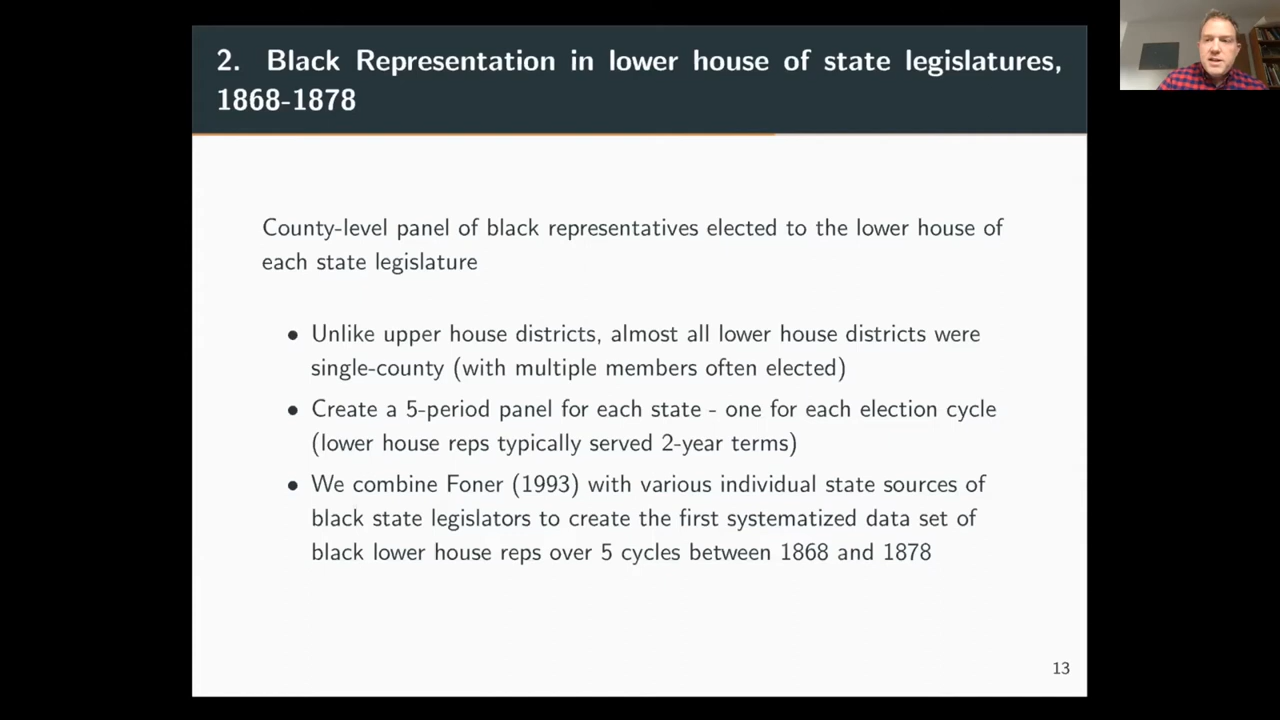 2. Black Representation in lower house of state legislatures,
1868-1878
County-level panel of black representatives elected to the lower house of
each state legislature
• Unlike upper house districts, almost all lower house districts were
single-county (with multiple members often elected)
• Create a 5-period panel for each state - one for each election cycle
(lower house reps typically served 2-year terms)
• We combine Foner (1993) with various individual state sources of
black state legislators to create the first systematized data set of
black lower house reps over 5 cycles between 1868 and 1878
13